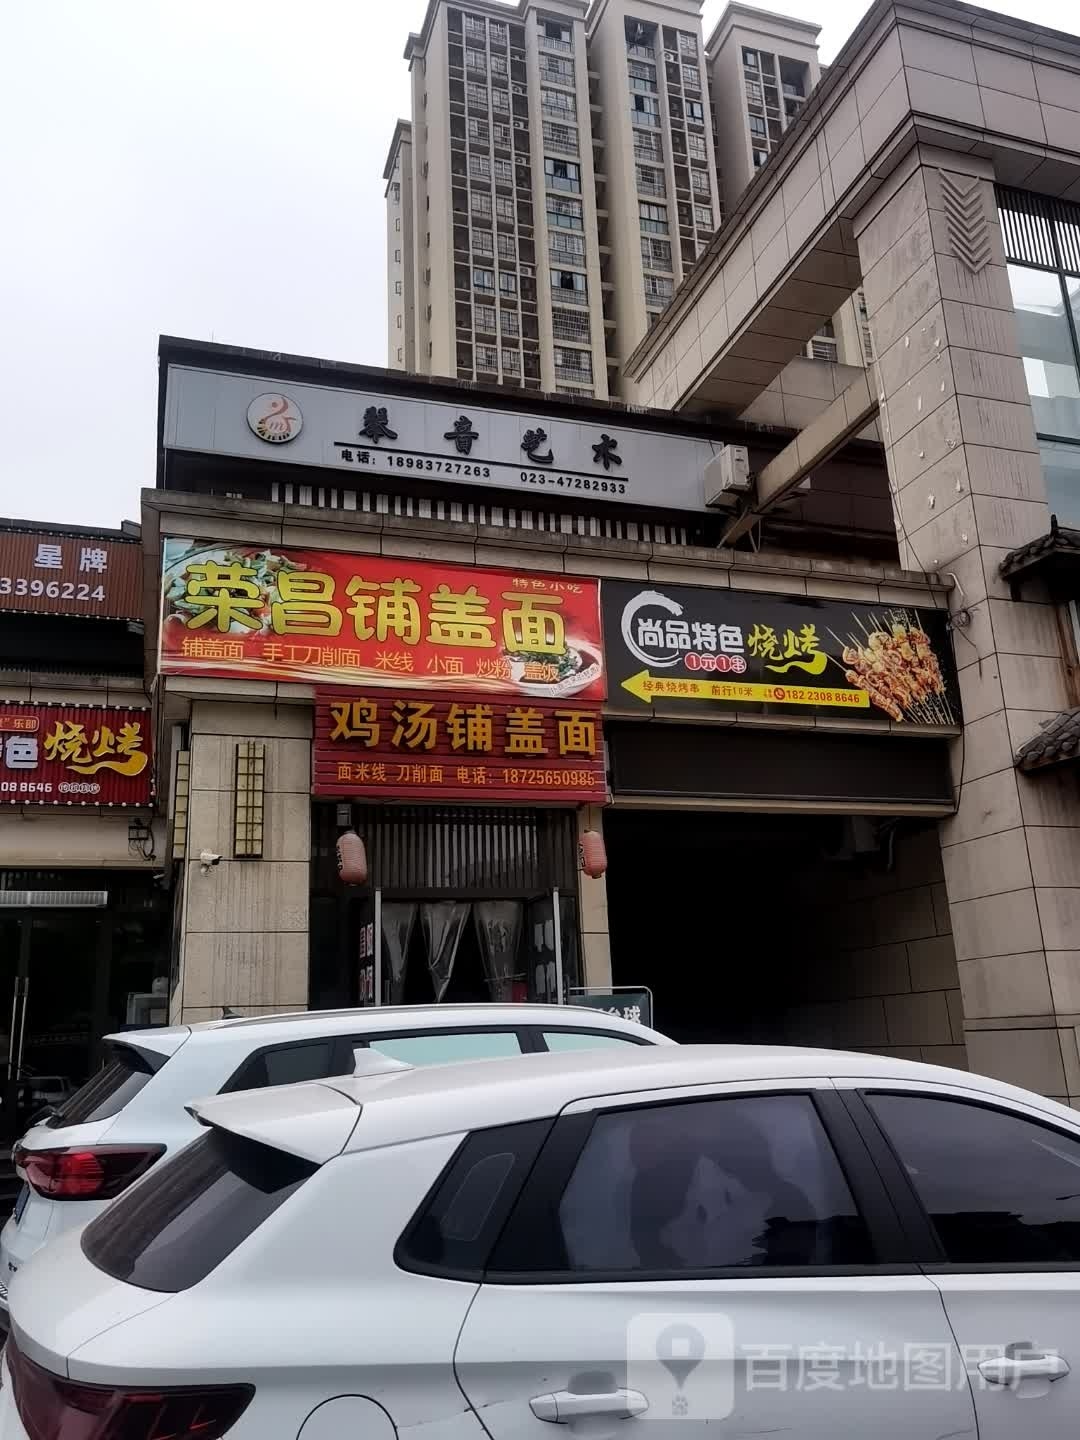 琴音艺术
电话：18983727263 023-47282933
星牌
3396224
特色小吃
荣昌铺盖面
铺盖面 手工刀削面 米线 小面 炒粉 盖饭
尚品特色烧烤
1元1串
经典烧烤串 前行10米 182 2308 8646
鸡汤铺盖面
面米线 刀削面 电话：18725650985
色烧烤
08 8646
台球
百度地图用户